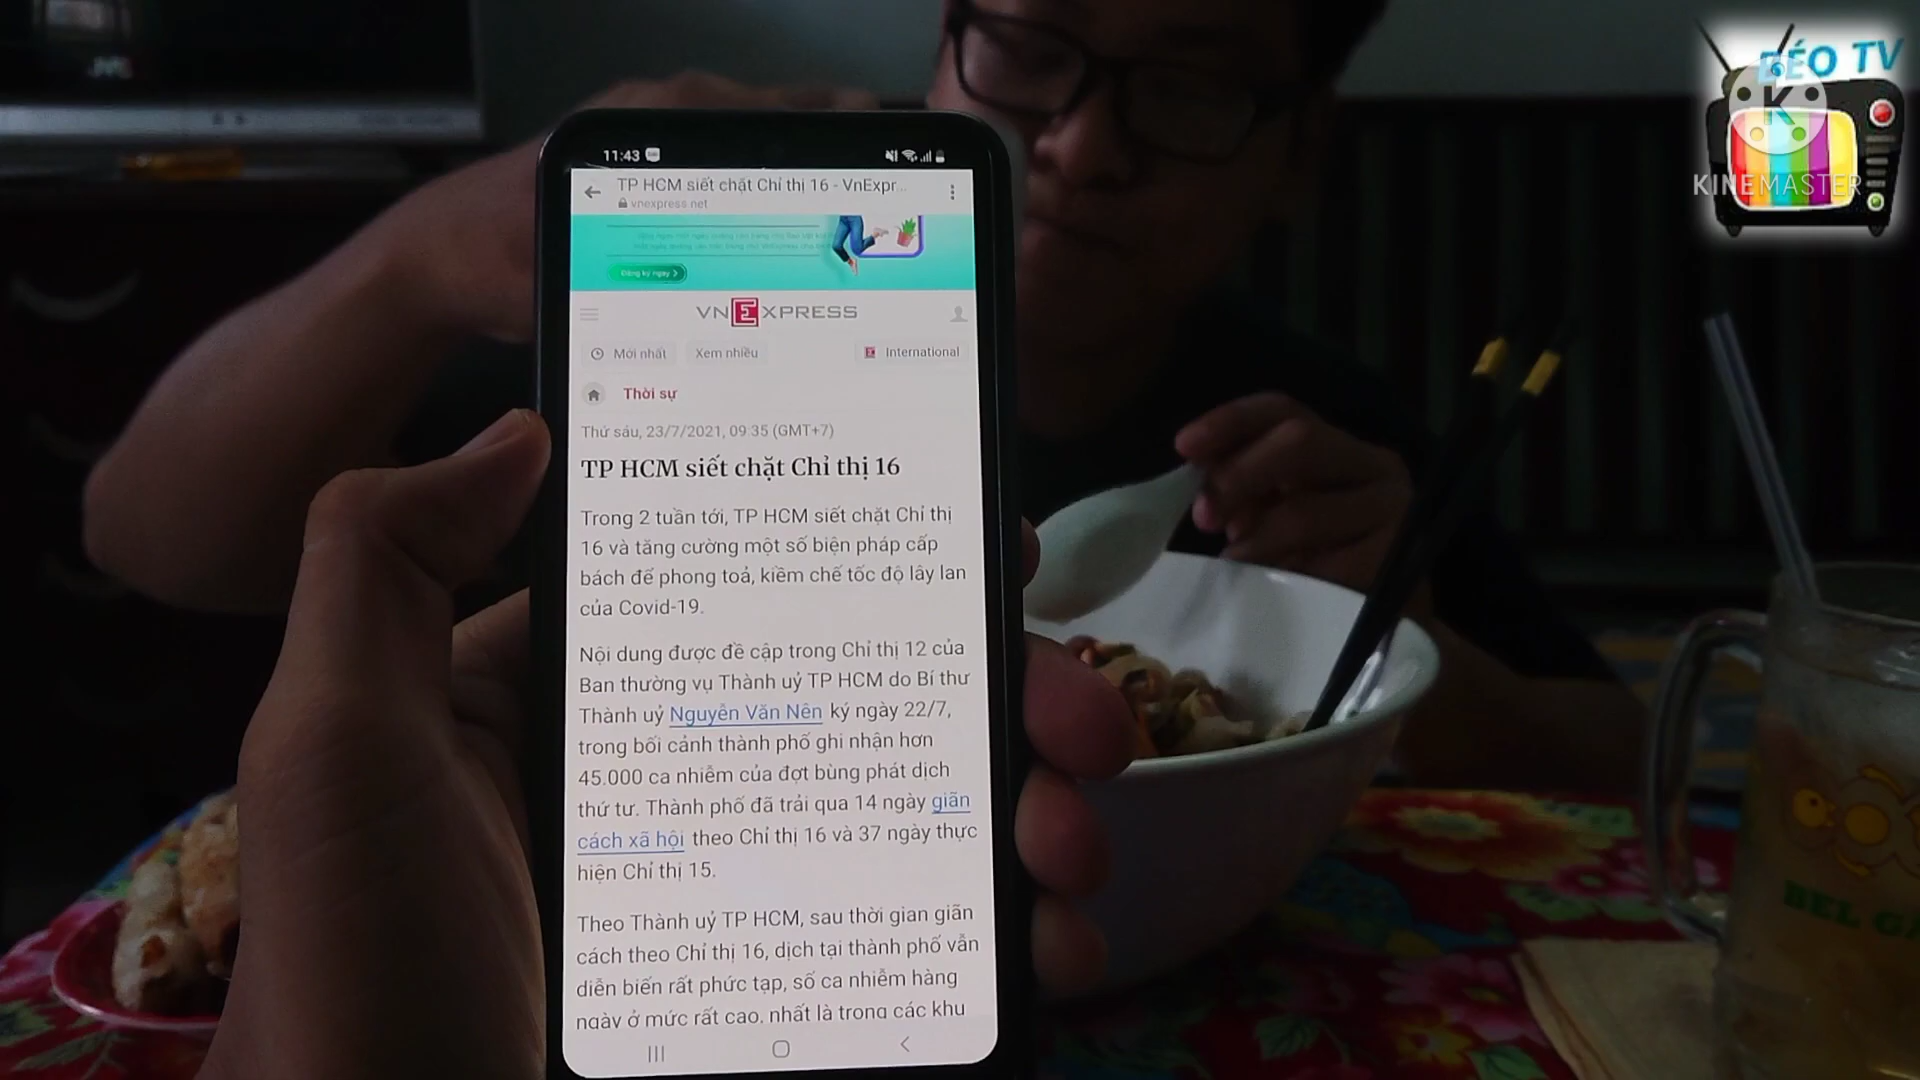 BÉO TV
K
KINEMASTER
JVC
11:43
TP HCM siết chặt Chỉ thị 16 - VnExpr...
vnexpress.net
Đăng ký ngay
VNEXPRESS
Mới nhất
Xem nhiều
International
Thời sự
Thứ sáu, 23/7/2021, 09:35 (GMT+7)
TP HCM siết chặt Chỉ thị 16
Trong 2 tuần tới, TP HCM siết chặt Chỉ thị
16 và tăng cường một số biện pháp cấp
bách để phong toả, kiềm chế tốc độ lây lan
của Covid-19.
Nội dung được đề cập trong Chỉ thị 12 của
Ban thường vụ Thành uỷ TP HCM do Bí thư
Thành uỷ Nguyễn Văn Nên ký ngày 22/7,
trong bối cảnh thành phố ghi nhận hơn
45.000 ca nhiễm của đợt bùng phát dịch
thứ tư. Thành phố đã trải qua 14 ngày giãn
cách xã hội theo Chỉ thị 16 và 37 ngày thực
hiện Chỉ thị 15.
Theo Thành uỷ TP HCM, sau thời gian giãn
cách theo Chỉ thị 16, dịch tại thành phố vẫn
diễn biến rất phức tạp, số ca nhiễm hàng
ngày ở mức rất cao, nhất là trong các khu
BEL GA